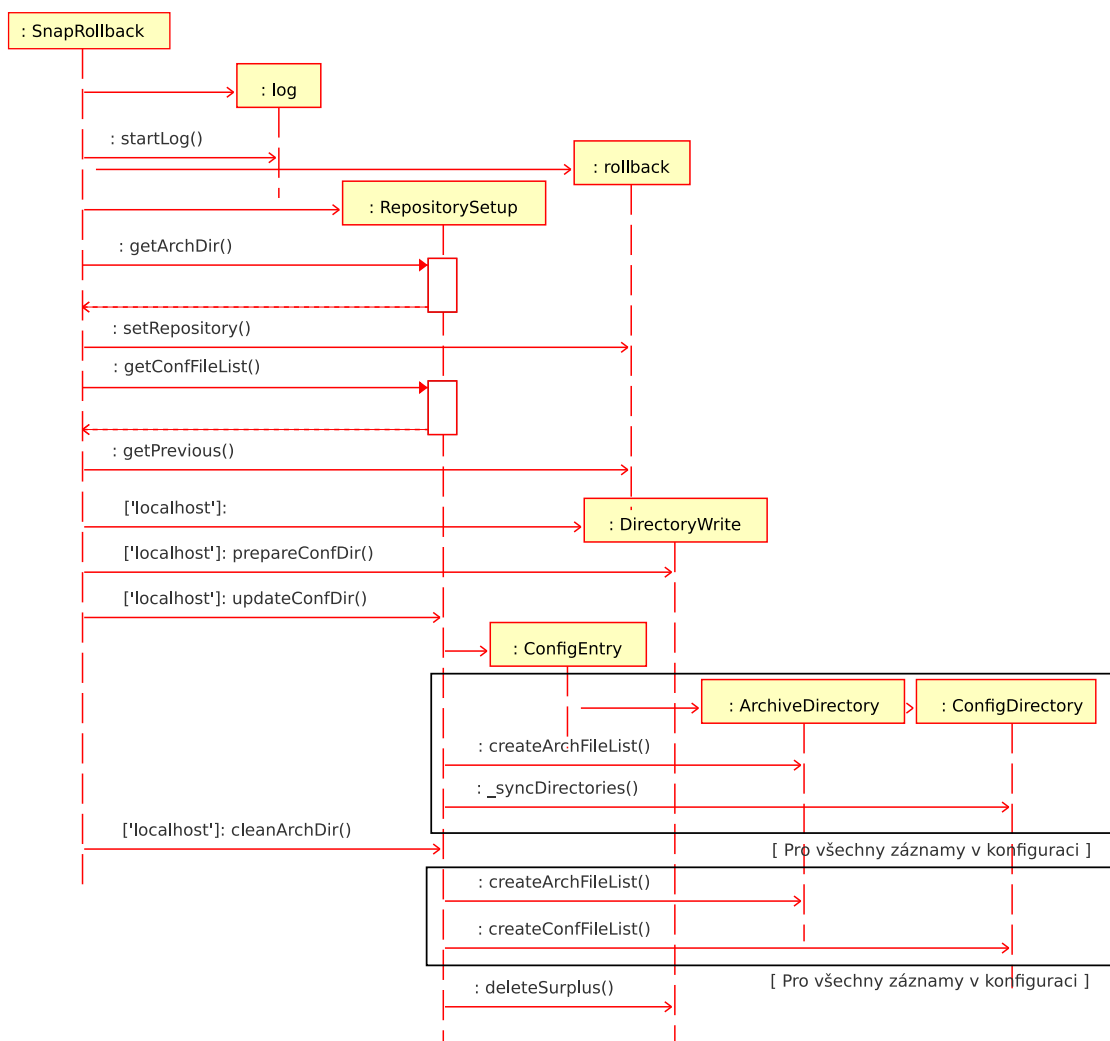 : SnapRollback
: log
: startLog()
: rollback
: RepositorySetup
: getArchDir()
: setRepository()
: getConfFileList()
: getPrevious()
['localhost']:
: DirectoryWrite
['localhost']: prepareConfDir()
['localhost']: updateConfDir()
: ConfigEntry
: ArchiveDirectory
: ConfigDirectory
: createArchFileList()
: _syncDirectories()
['localhost']: cleanArchDir()
[ Pro všechny záznamy v konfiguraci ]
: createArchFileList()
: createConfFileList()
[ Pro všechny záznamy v konfiguraci ]
: deleteSurplus()